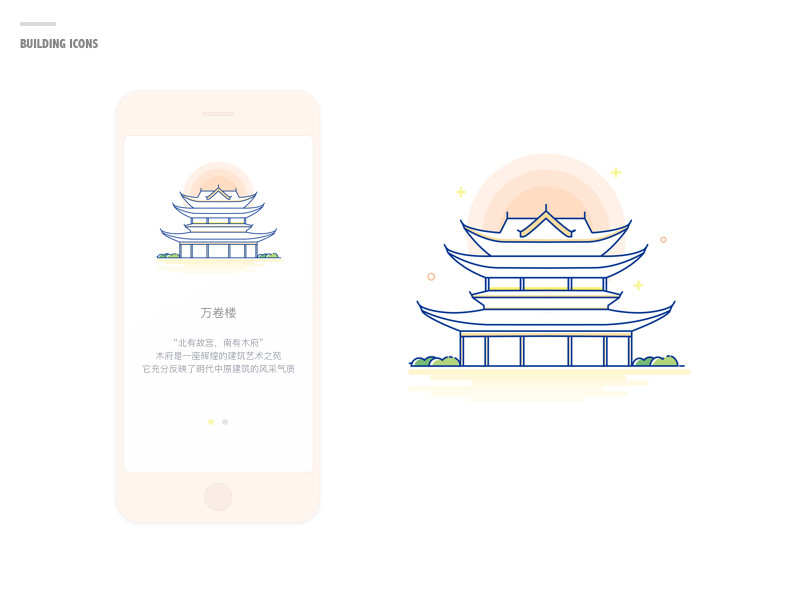 BUILDING ICONS
万卷楼
“北有故宫，南有木府”
木府是一座辉煌的建筑艺术之苑
它充分反映了明代中原建筑的风采气质